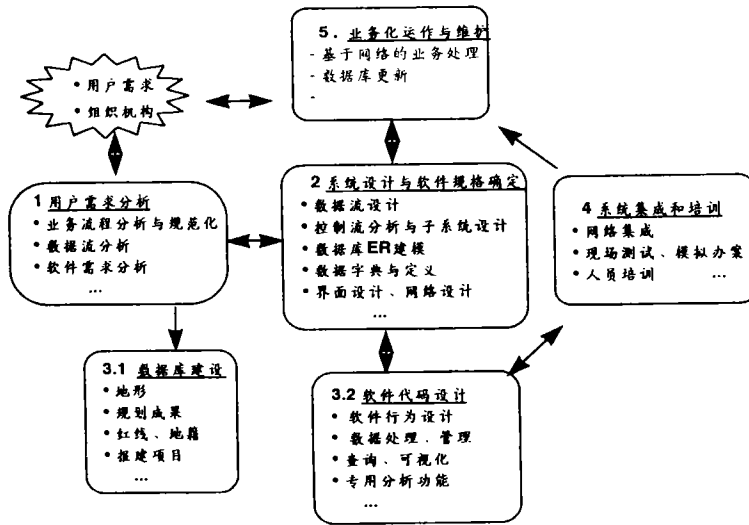 5. 业务化运作与维护
- 基于网络的业务处理
- 数据库更新
-
• 用户需求
• 组织机构
1 用户需求分析
• 业务流程分析与规范化
• 数据流分析
• 软件需求分析
…
2 系统设计与软件规格确定
• 数据流设计
• 控制流分析与子系统设计
• 数据库ER建模
• 数据字典与定义
• 界面设计、网络设计
…
4 系统集成和培训
• 网络集成
• 现场测试、模拟办案
• 人员培训 …
3.1 数据库建设
• 地形
• 规划成果
• 红线、地籍
• 报建项目
3.2 软件代码设计
• 软件行为设计
• 数据处理、管理
• 查询、可视化
• 专用分析功能
…